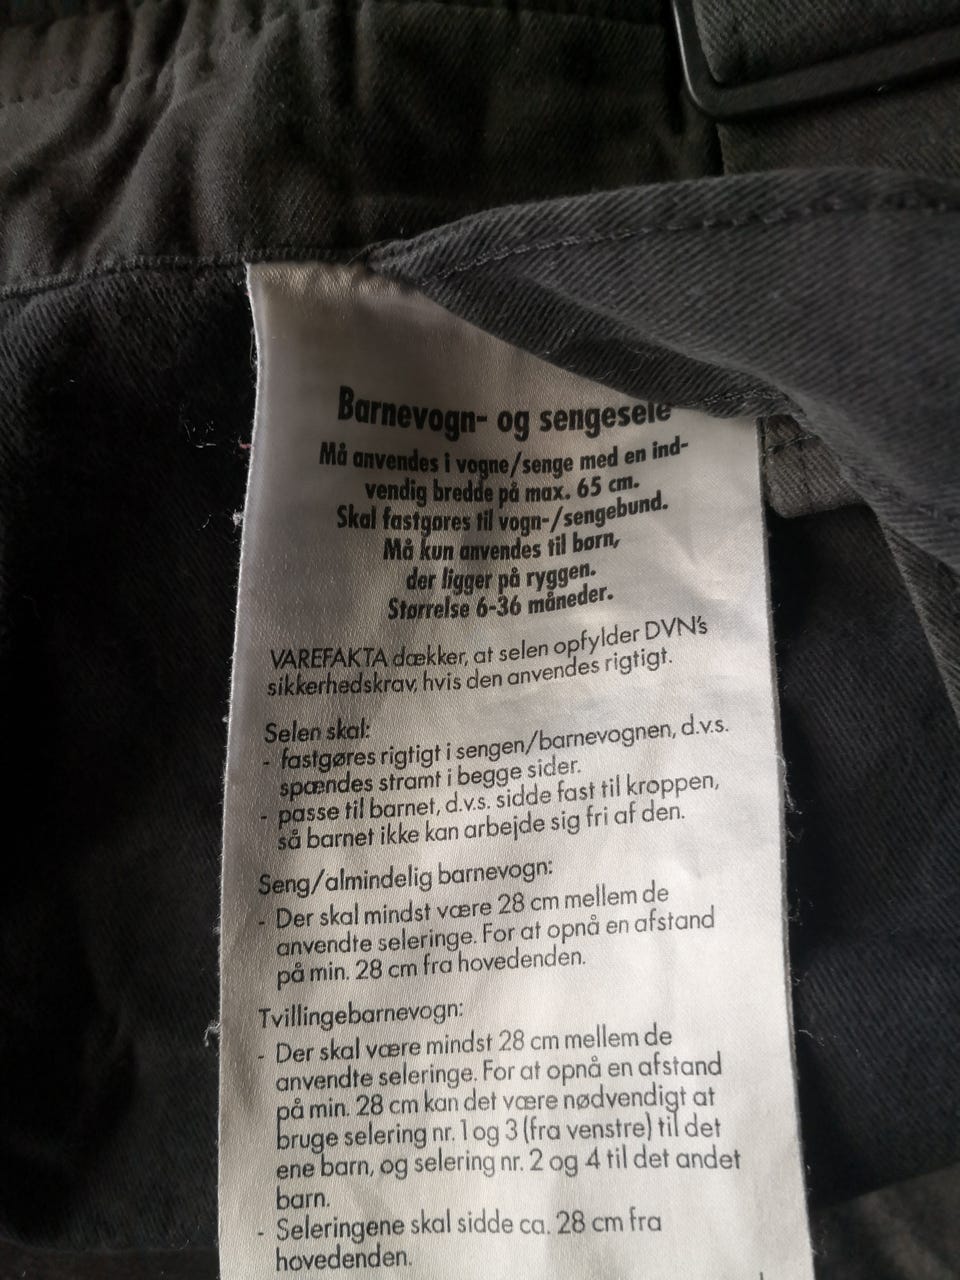 Barnevogn- og sengesele
Må anvendes i vogne/senge med en ind-
vendig bredde på max. 65 cm.
Skal fastgøres til vogn-/sengebund.
Må kun anvendes til børn,
der ligger på ryggen.
Størrelse 6-36 måneder.
VAREFAKTA dækker, at selen opfylder DVN's
sikkerhedskrav, hvis den anvendes rigtigt.
Selen skal:
- fastgøres rigtigt i sengen/barnevognen, d.v.s.
spændes stramt i begge sider.
- passe til barnet, d.v.s. sidde fast til kroppen,
så barnet ikke kan arbejde sig fri af den.
Seng/almindelig barnevogn:
- Der skal mindst være 28 cm mellem de
anvendte seleringe. For at opnå en afstand
på min. 28 cm fra hovedenden.
Tvillingebarnevogn:
- Der skal være mindst 28 cm mellem de
anvendte seleringe. For at opnå en afstand
på min. 28 cm kan det være nødvendigt at
bruge selering nr. 1 og 3 (fra venstre) til det
ene barn, og selering nr. 2 og 4 til det andet
barn.
- Seleringene skal sidde ca. 28 cm fra
hovedenden.